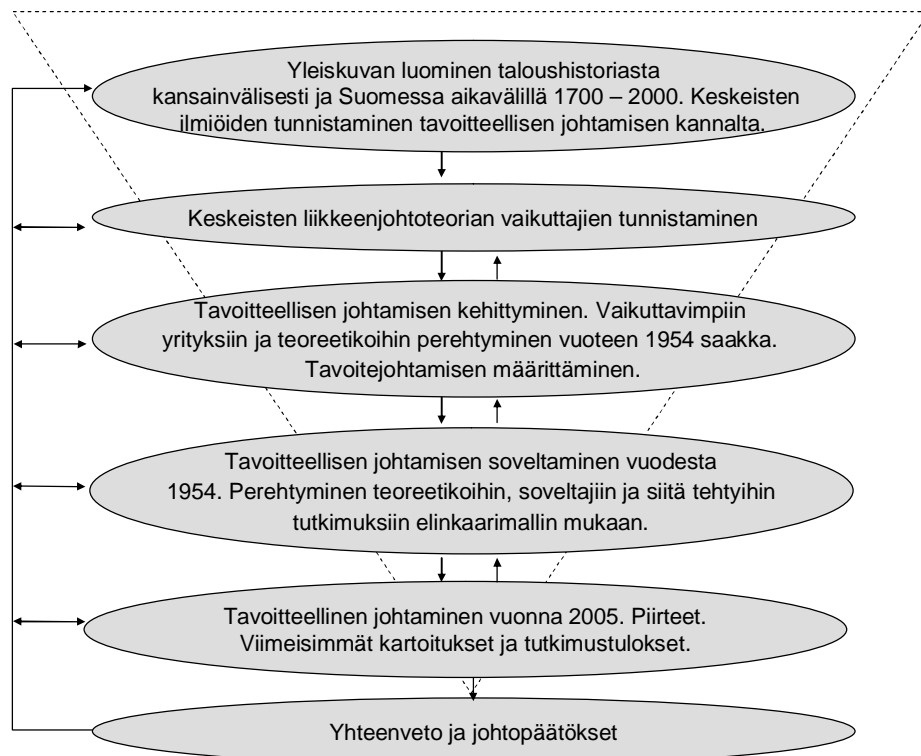 Yleiskuvan luominen taloushistoriasta
kansainvälisesti ja Suomessa aikavälillä 1700 – 2000. Keskeisten
ilmiöiden tunnistaminen tavoitteellisen johtamisen kannalta.
Keskeisten liikkeenjohtoteorian vaikuttajien tunnistaminen
Tavoitteellisen johtamisen kehittyminen. Vaikuttavimpiin
yrityksiin ja teoreetikoihin perehtyminen vuoteen 1954 saakka.
Tavoitejohtamisen määrittäminen.
Tavoitteellisen johtamisen soveltaminen vuodesta
1954. Perehtyminen teoreetikoihin, soveltajiin ja siitä tehtyihin
tutkimuksiin elinkaarimallin mukaan.
Tavoitteellinen johtaminen vuonna 2005. Piirteet.
Viimeisimmät kartoitukset ja tutkimustulokset.
Yhteenveto ja johtopäätökset